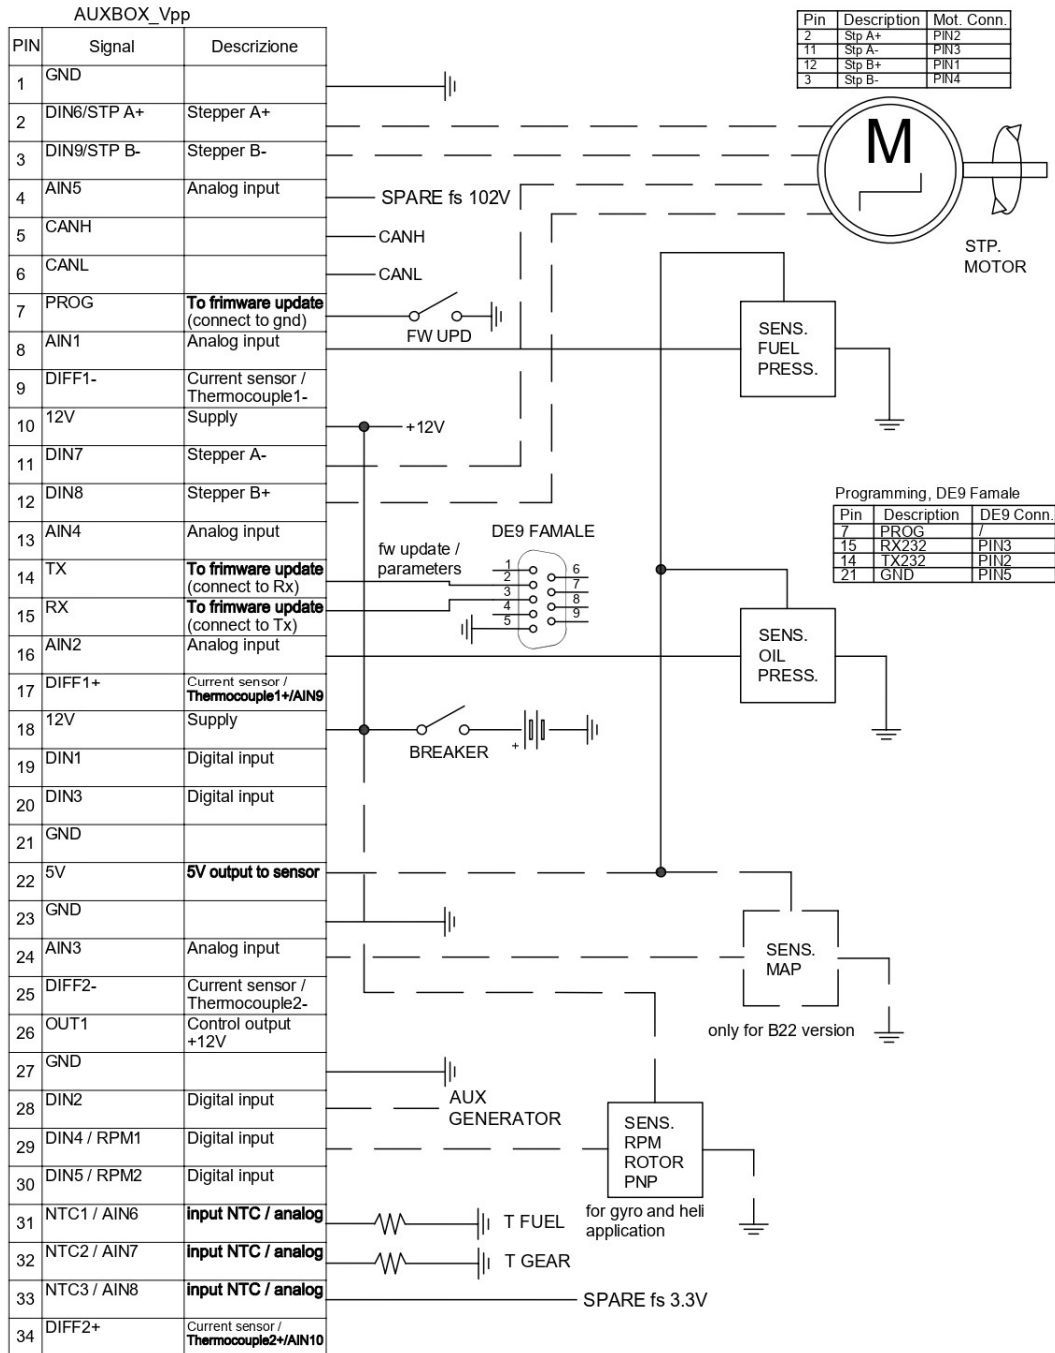 AUXBOX_Vpp
PIN Signal Descrizione
1 GND
2 DIN6/STP A+ Stepper A+
3 DIN9/STP B- Stepper B-
4 AIN5 Analog input
SPARE fs 102V
5 CANH
CANH
6 CANL
CANL
7 PROG To frimware update
(connect to gnd)
FW UPD
8 AIN1 Analog input
9 DIFF1- Current sensor /
Thermocouple1-
10 12V Supply
+12V
11 DIN7 Stepper A-
12 DIN8 Stepper B+
13 AIN4 Analog input
14 TX To frimware update
(connect to Rx)
15 RX To frimware update
(connect to Tx)
16 AIN2 Analog input
17 DIFF1+ Current sensor /
Thermocouple1+/AIN9
18 12V Supply
BREAKER
+
19 DIN1 Digital input
20 DIN3 Digital input
21 GND
22 5V 5V output to sensor
23 GND
24 AIN3 Analog input
25 DIFF2- Current sensor /
Thermocouple2-
26 OUT1 Control output
+12V
27 GND
28 DIN2 Digital input
AUX
GENERATOR
29 DIN4 / RPM1 Digital input
30 DIN5 / RPM2 Digital input
31 NTC1 / AIN6 input NTC / analog
T FUEL
32 NTC2 / AIN7 input NTC / analog
T GEAR
33 NTC3 / AIN8 input NTC / analog
SPARE fs 3.3V
34 DIFF2+ Current sensor /
Thermocouple2+/AIN10
Pin Description Mot. Conn.
2 Stp A+ PIN2
11 Stp A- PIN3
12 Stp B+ PIN1
3 Stp B- PIN4
M
STP.
MOTOR
SENS.
FUEL
PRESS.
Programming, DE9 Famale
Pin Description DE9 Conn.
7 PROG /
15 RX232 PIN3
14 TX232 PIN2
21 GND PIN5
DE9 FAMALE
fw update /
parameters
1
2
3
4
5
6
7
8
9
SENS.
OIL
PRESS.
SENS.
MAP
only for B22 version
SENS.
RPM
ROTOR
PNP
for gyro and heli
application